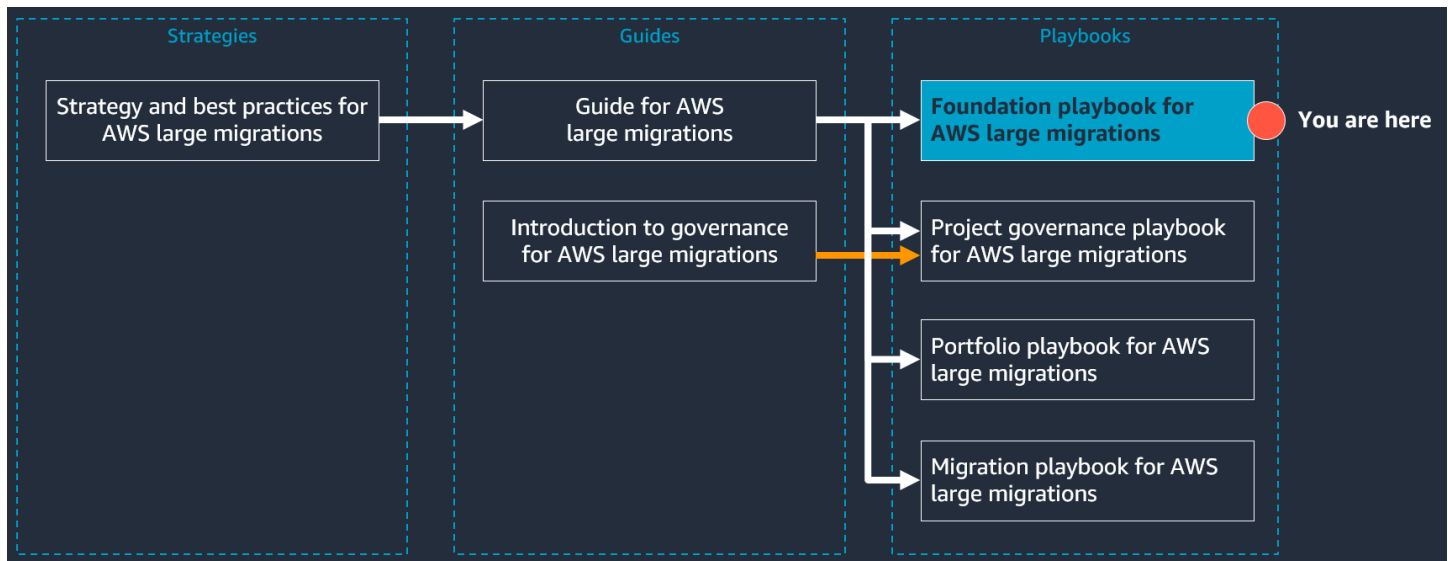 Strategies
Strategy and best practices for
AWS large migrations
Guides
Guide for AWS
large migrations
Introduction to governance
for AWS large migrations
Playbooks
Foundation playbook for
AWS large migrations
You are here
Project governance playbook
for AWS large migrations
Portfolio playbook for AWS
large migrations
Migration playbook for AWS
large migrations